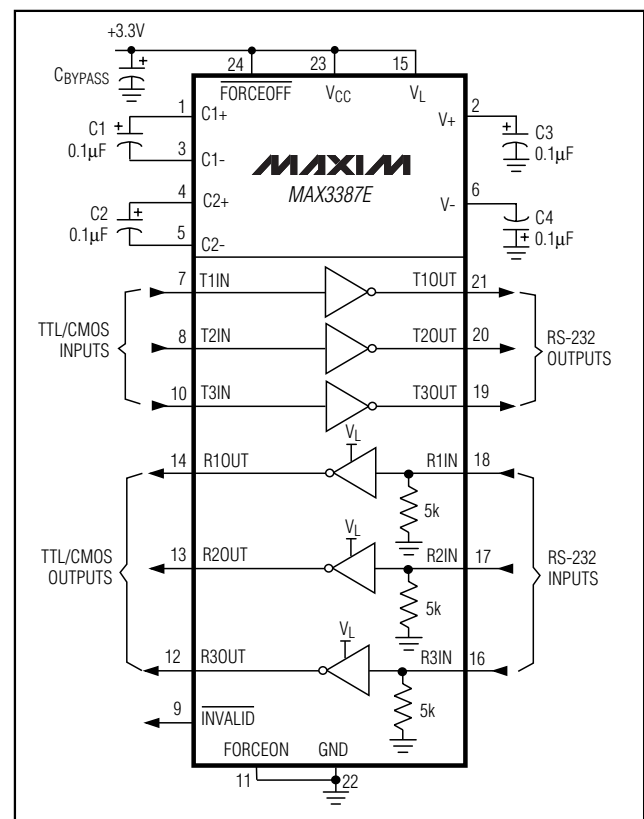 +3.3V
CBYPASS
24
23
15
FORCEOFF
VCC
VL
1
C1+
C1
0.1µF
3
C1-
4
C2+
C2
0.1µF
5
C2-
MAXIM
MAX3387E
2
V+
C3
0.1µF
6
V-
C4
0.1µF
TTL/CMOS
INPUTS
7 T1IN T1OUT 21
8 T2IN T2OUT 20
10 T3IN T3OUT 19
RS-232
OUTPUTS
TTL/CMOS
OUTPUTS
VL
14 R1OUT R1IN 18
5k
VL
13 R2OUT R2IN 17
5k
VL
12 R3OUT R3IN 16
5k
RS-232
INPUTS
9 INVALID
FORCEON GND
11 22